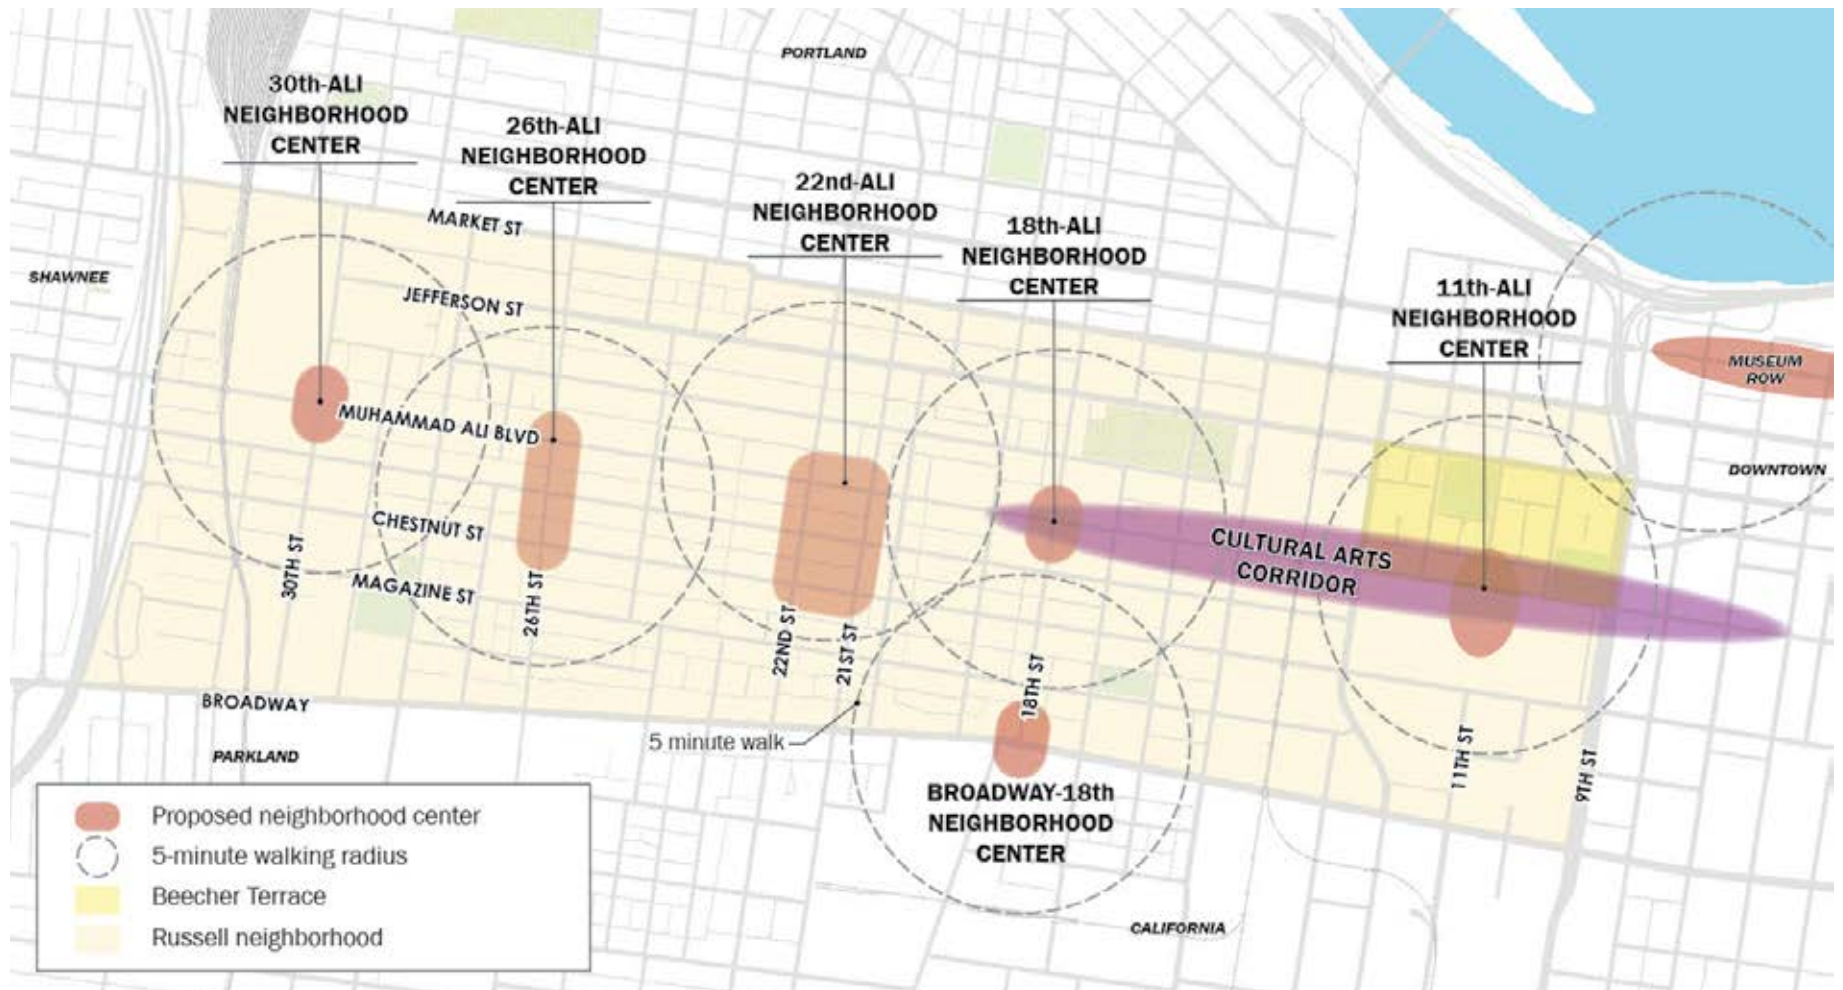 PORTLAND
30th-ALI
NEIGHBORHOOD
CENTER
26th-ALI
NEIGHBORHOOD
CENTER
22nd-ALI
NEIGHBORHOOD
CENTER
18th-ALI
NEIGHBORHOOD
CENTER
11th-ALI
NEIGHBORHOOD
CENTER
MARKET ST
SHAWNEE
JEFFERSON ST
MUSEUM
ROW
MUHAMMAD ALI BLVD
DOWNTOWN
CHESTNUT ST
CULTURAL ARTS
CORRIDOR
30TH ST
MAGAZINE ST
26TH ST
22ND ST
21ST ST
18TH ST
BROADWAY
5 minute walk
PARKLAND
11TH ST
9TH ST
BROADWAY-18th
NEIGHBORHOOD
CENTER
CALIFORNIA
Proposed neighborhood center
5-minute walking radius
Beecher Terrace
Russell neighborhood